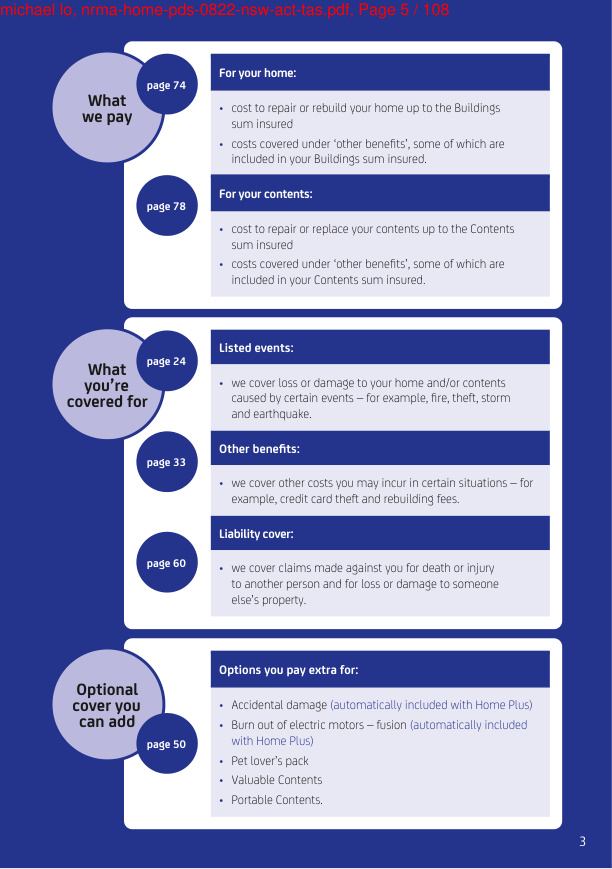 michael lo, nrma-home-pds-0822-nsw-act-tas.pdf, Page 5 / 108
What
we pay
page 74
For your home:
• cost to repair or rebuild your home up to the Buildings
sum insured
• costs covered under ‘other benefits’, some of which are
included in your Buildings sum insured.
page 78
For your contents:
• cost to repair or replace your contents up to the Contents
sum insured
• costs covered under ‘other benefits’, some of which are
included in your Contents sum insured.
What
you’re
covered for
page 24
Listed events:
• we cover loss or damage to your home and/or contents
caused by certain events – for example, fire, theft, storm
and earthquake.
page 33
Other benefits:
• we cover other costs you may incur in certain situations – for
example, credit card theft and rebuilding fees.
page 60
Liability cover:
• we cover claims made against you for death or injury
to another person and for loss or damage to someone
else’s property.
Optional
cover you
can add
page 50
Options you pay extra for:
• Accidental damage (automatically included with Home Plus)
• Burn out of electric motors – fusion (automatically included
with Home Plus)
• Pet lover’s pack
• Valuable Contents
• Portable Contents.
3